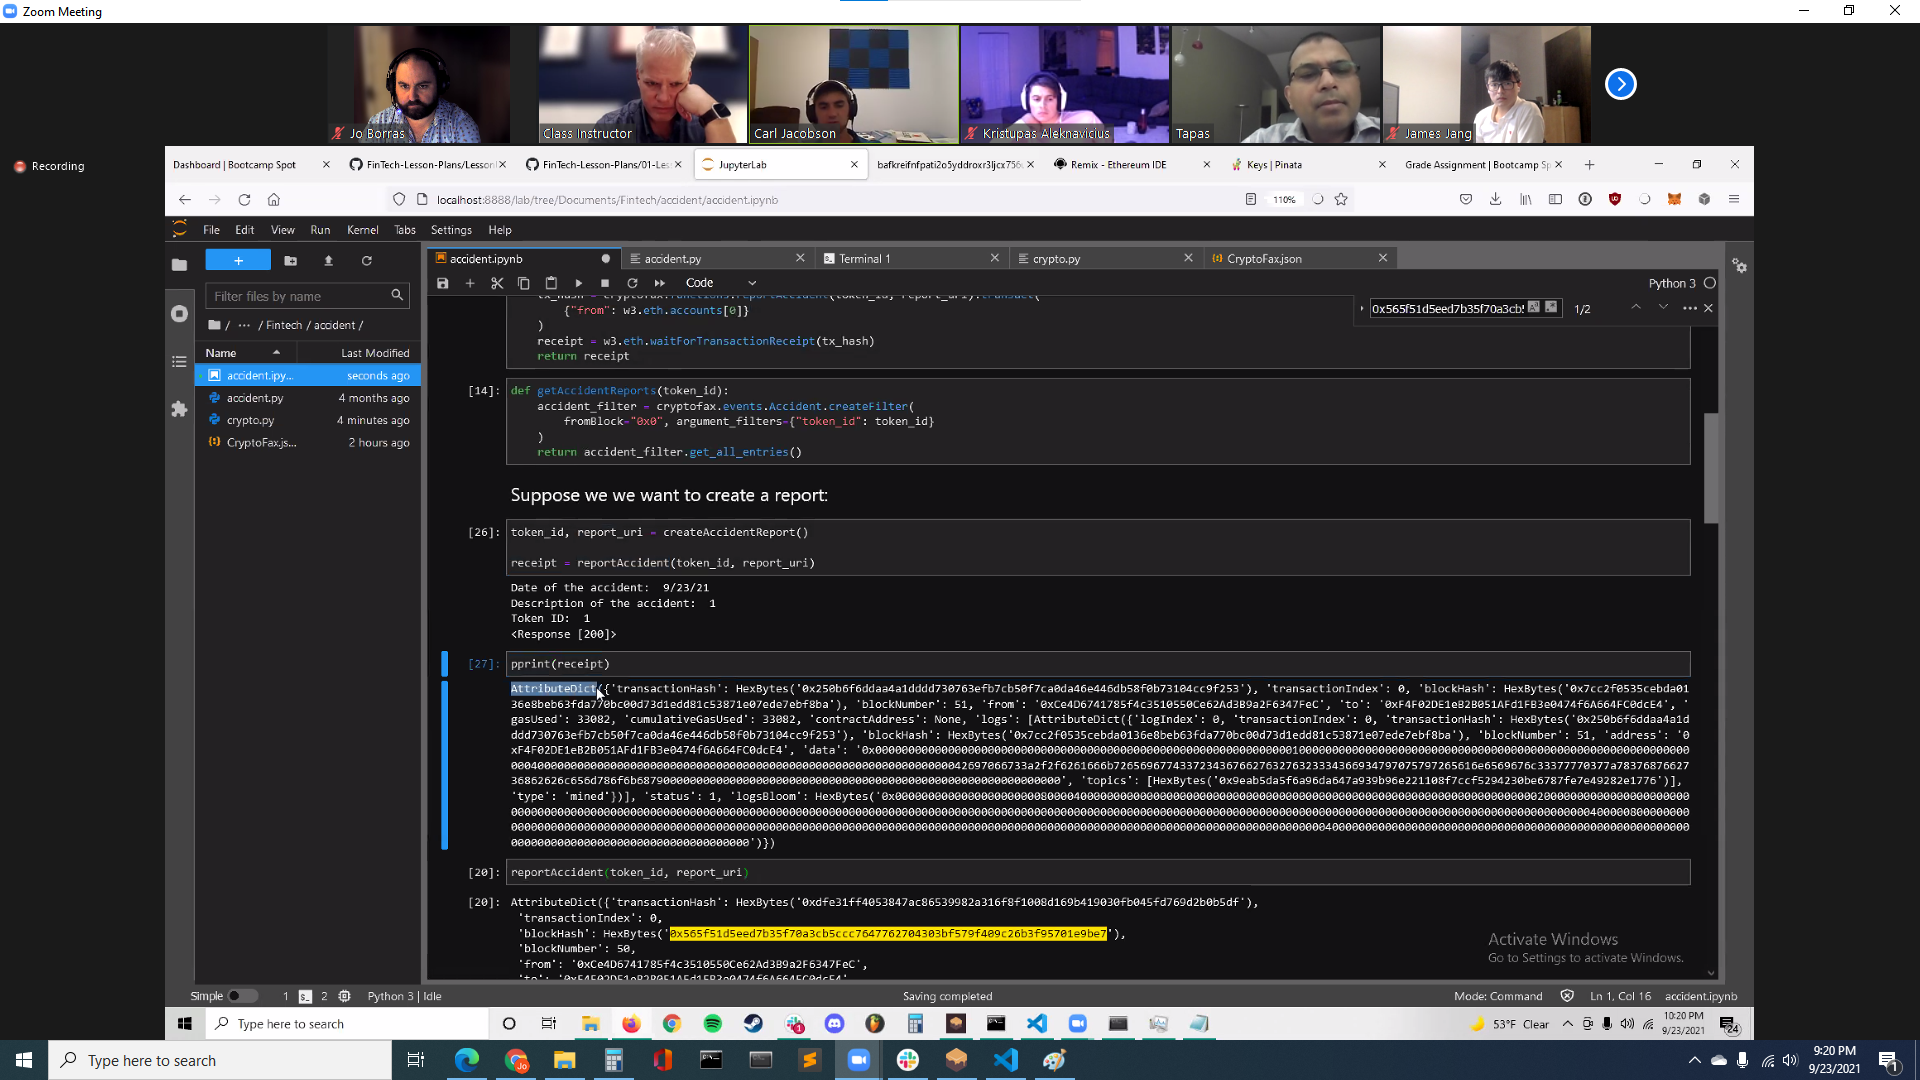 Zoom Meeting
Jo Borras
Class Instructor
Carl Jacobson
Kristupas Aleknavicius
Tapas
James Jang
Recording
Dashboard | Bootcamp Spot
FinTech-Lesson-Plans/Lesson
FinTech-Lesson-Plans/01-Les
JupyterLab
Remix - Ethereum IDE
Keys | Pinata
Grade Assignment | Bootcamp Sp
localhost:8888/lab/tree/Documents/Fintech/accident/accident.ipynb
110%
File Edit View Run Kernel Tabs Settings Help
accident.ipynb
accident.py
Terminal 1
crypto.py
CryptoFax.json
Code
Python 3
Filter files by name
/ ··· / Fintech / accident /
Name Last Modified
accident.ipy... seconds ago
accident.py 4 months ago
crypto.py 4 minutes ago
CryptoFax.js... 2 hours ago
0x565f51d5eed7b35f70a3cb5
1/2
{"from": w3.eth.accounts[0]}
)
receipt = w3.eth.waitForTransactionReceipt(tx_hash)
return receipt
[14]: def getAccidentReports(token_id):
accident_filter = cryptofax.events.Accident.createFilter(
fromBlock="0x0", argument_filters={"token_id": token_id}
)
return accident_filter.get_all_entries()
Suppose we we want to create a report:
[26]: token_id, report_uri = createAccidentReport()
receipt = reportAccident(token_id, report_uri)
Date of the accident:  9/23/21
Description of the accident:  1
Token ID:  1
<Response [200]>
[27]: pprint(receipt)
AttributeDict({'transactionHash': HexBytes('0x250b6f6ddaa4a1dddd730763efb7cb50f7ca0da46e446db58f0b73104cc9f253'), 'transactionIndex': 0, 'blockHash': HexBytes('0x7cc2f0535cebda01
36e8beb63fda770bc00d73d1edd81c53871e07ede7ebf8ba'), 'blockNumber': 51, 'from': '0xCe4D6741785f4c3510550Ce62Ad3B9a2F6347FeC', 'to': '0xF4F02DE1eB2B051AFd1FB3e0474f6A664FC0dcE4', '
gasUsed': 33082, 'cumulativeGasUsed': 33082, 'contractAddress': None, 'logs': [AttributeDict({'logIndex': 0, 'transactionIndex': 0, 'transactionHash': HexBytes('0x250b6f6ddaa4a1d
ddd730763efb7cb50f7ca0da46e446db58f0b73104cc9f253'), 'blockHash': HexBytes('0x7cc2f0535cebda0136e8beb63fda770bc00d73d1edd81c53871e07ede7ebf8ba'), 'blockNumber': 51, 'address': '0
xF4F02DE1eB2B051AFd1FB3e0474f6A664FC0dcE4', 'data':
'topics': [HexBytes('0x9eab5da5f6a96da647a939b96e221108f7ccf5294230be6787fe7e49282e1776')],
'type': 'mined'})], 'status': 1, 'logsBloom':
')})
[20]: reportAccident(token_id, report_uri)
[20]: AttributeDict({'transactionHash': HexBytes('0xdfe31ff4053847ac86539982a316f8f1008d169b419030fb045fd769d2b0b5df'),
'transactionIndex': 0,
'blockHash': HexBytes('0x565f51d5eed7b35f70a3cb5ccc7647762704303bf579f409c26b3f95701e9be7'),
'blockNumber': 50,
'from': '0xCe4D6741785f4c3510550Ce62Ad3B9a2F6347FeC',
Activate Windows
Go to Settings to activate Windows.
Simple 1 2 Python 3 | Idle
Saving completed
Mode: Command
Ln 1, Col 16
accident.ipynb
Type here to search
53°F Clear
10:20 PM
9/23/2021
24
Type here to search
9:20 PM
9/23/2021
1